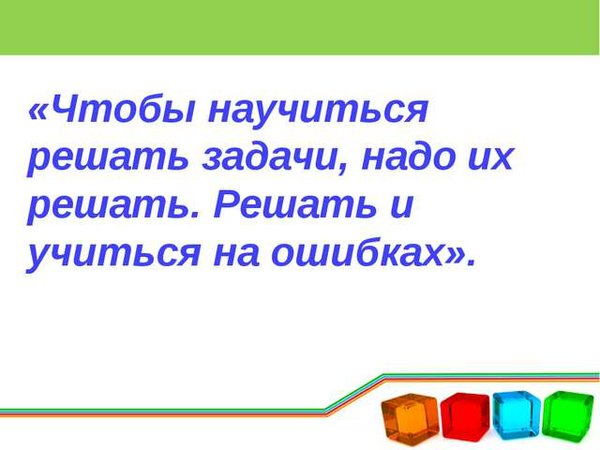 «Чтобы научиться
решать задачи, надо их
решать. Решать и
учиться на ошибках».